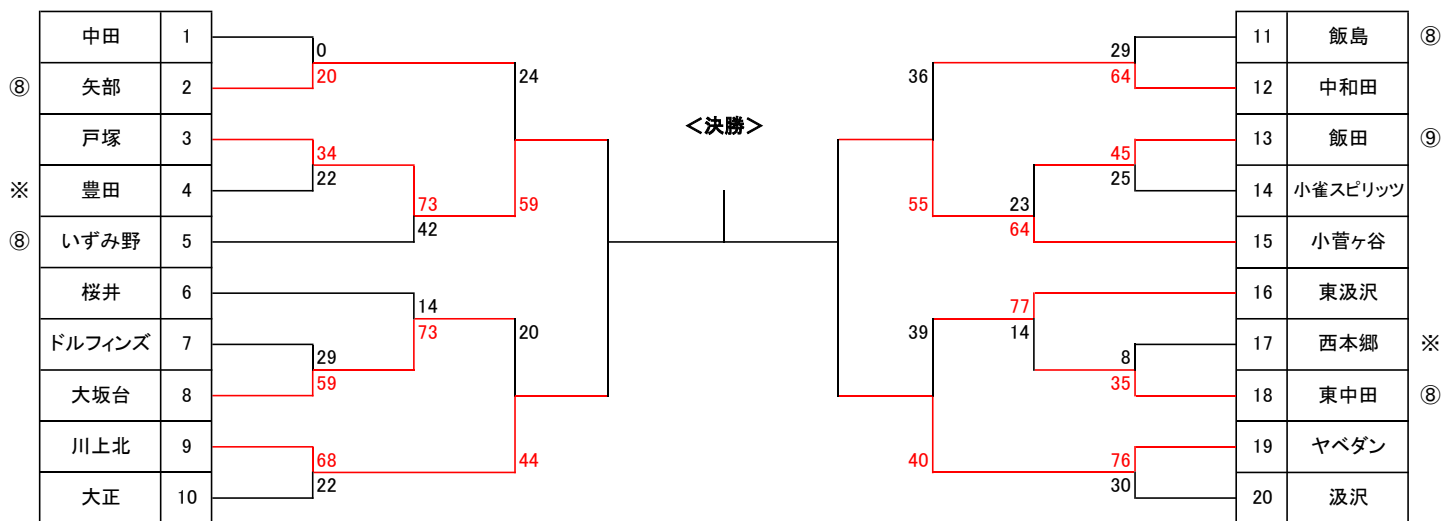 中田 1 0 29 11 飯島 ⑧
⑧ 矢部 2 20 24 36 64 12 中和田
<決勝>
戸塚 3 34 45 13 飯田 ⑨
※ 豊田 4 22 25 14 小雀スピリッツ
73 59 55 23
⑧ いずみ野 5 42 64 15 小菅ヶ谷
桜井 6 14 77 16 東汲沢
ドルフィンズ 7 29 73 20 39 14 8 17 西本郷 ※
大坂台 8 59 35 18 東中田 ⑧
川上北 9 68 44 40 76 19 ヤベダン
大正 10 22 30 20 汲沢